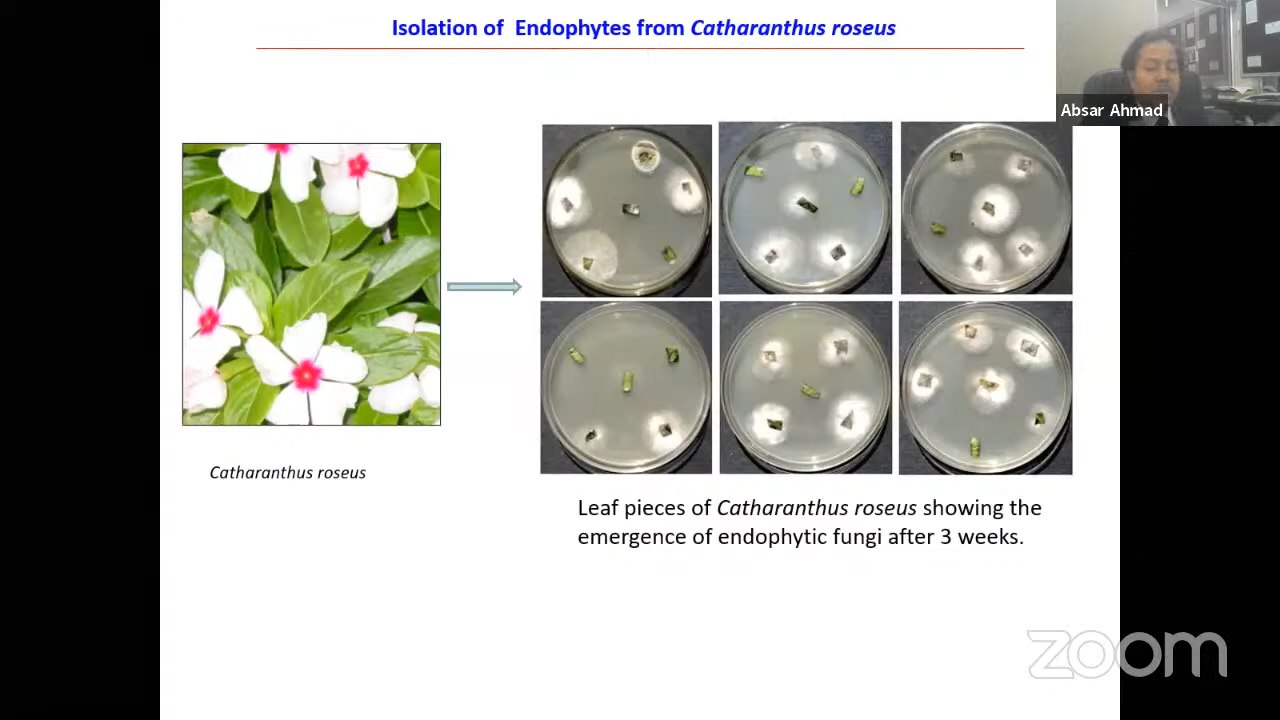 Isolation of Endophytes from Catharanthus roseus
Absar Ahmad
Catharanthus roseus
Leaf pieces of Catharanthus roseus showing the
emergence of endophytic fungi after 3 weeks.
zoom